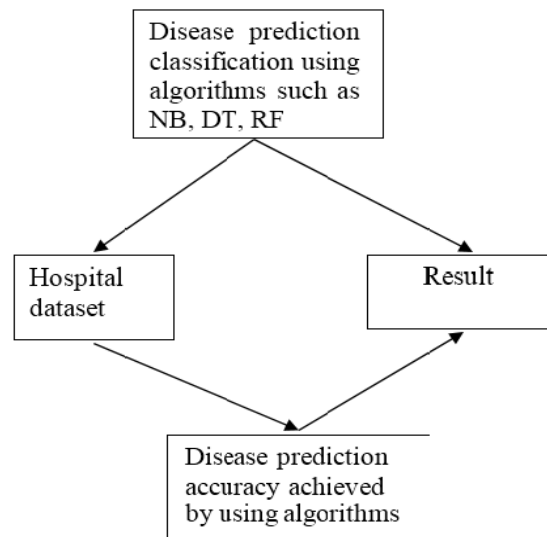 Disease prediction
classification using
algorithms such as
NB, DT, RF
Hospital
dataset
Result
Disease prediction
accuracy achieved
by using algorithms